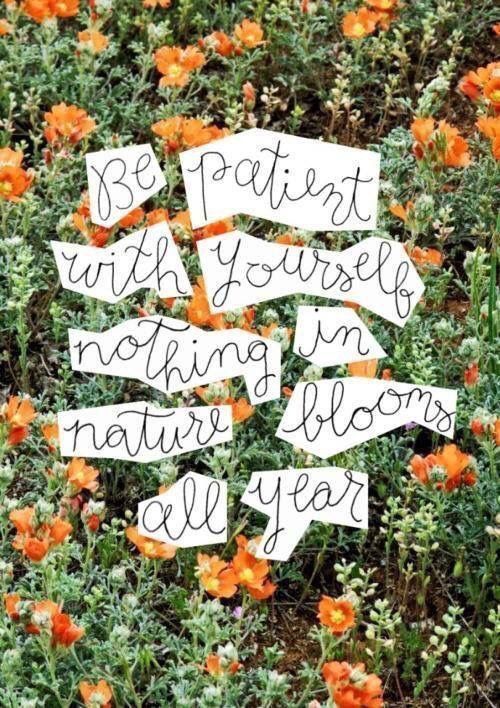 Be patient
with yourself
nothing in
nature blooms
all year